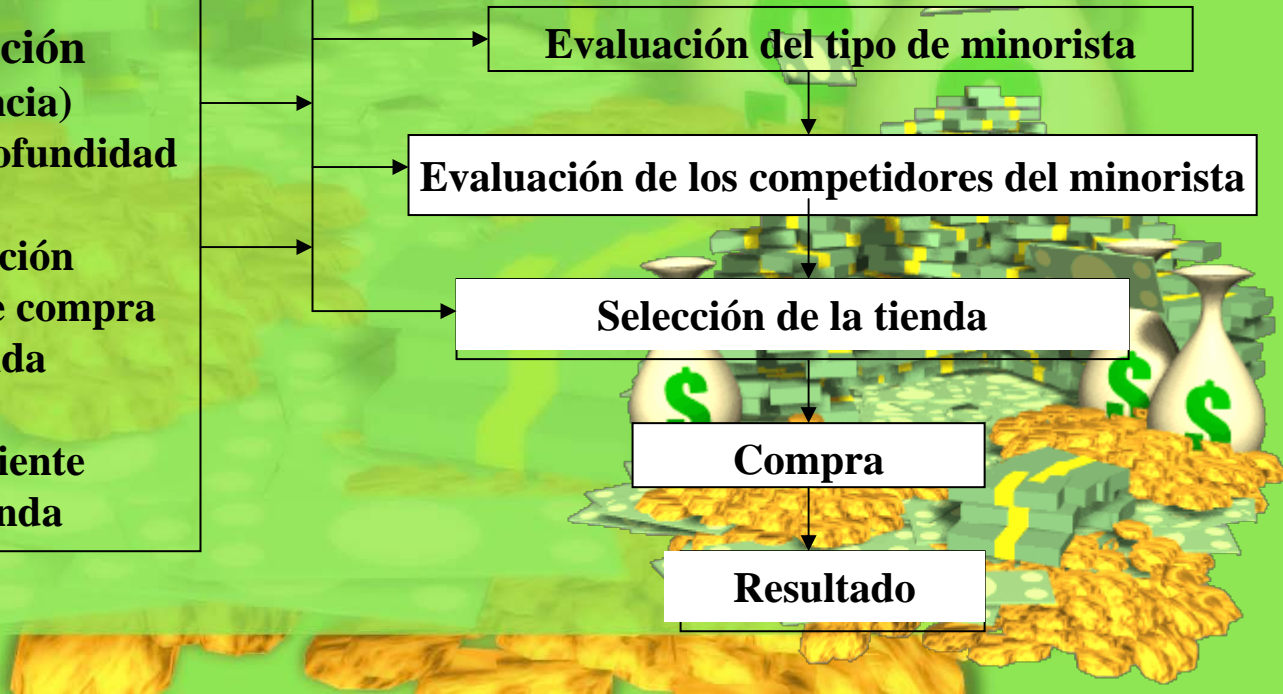 ción
cia)
ofundidad
ción
e compra
da
iente
nda
Evaluación del tipo de minorista
Evaluación de los competidores del minorista
Selección de la tienda
Compra
Resultado